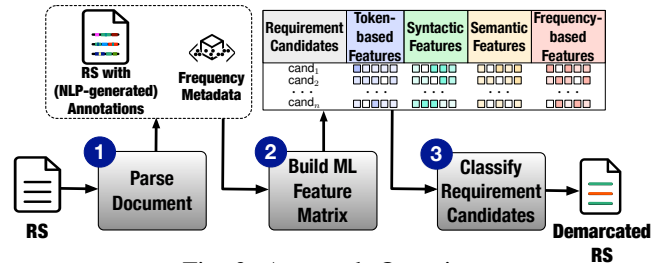 RS with
(NLP-generated)
Annotations
Frequency
Metadata
Requirement
Candidates
Token-
based
Features
Syntactic
Features
Semantic
Features
Frequency-
based
Features
cand1
cand2
. . .
. . .
. . .
. . .
. . .
candn
1
Parse
Document
2
Build ML
Feature
Matrix
3
Classify
Requirement
Candidates
RS
Demarcated
RS